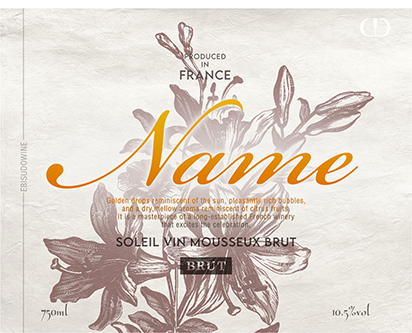 PRODUCED
IN
FRANCE
Name
Golden drops reminiscent of the sun, pleasantly rich bubbles,
and a dry,mellow aroma reminiscent of citrus fruits.
It is a masterpiece of a long-established French winery
that excites the celebration.
SOLEIL VIN MOUSSEUX BRUT
BRUT
750ml
10.5%vol
EBISUDOWINE